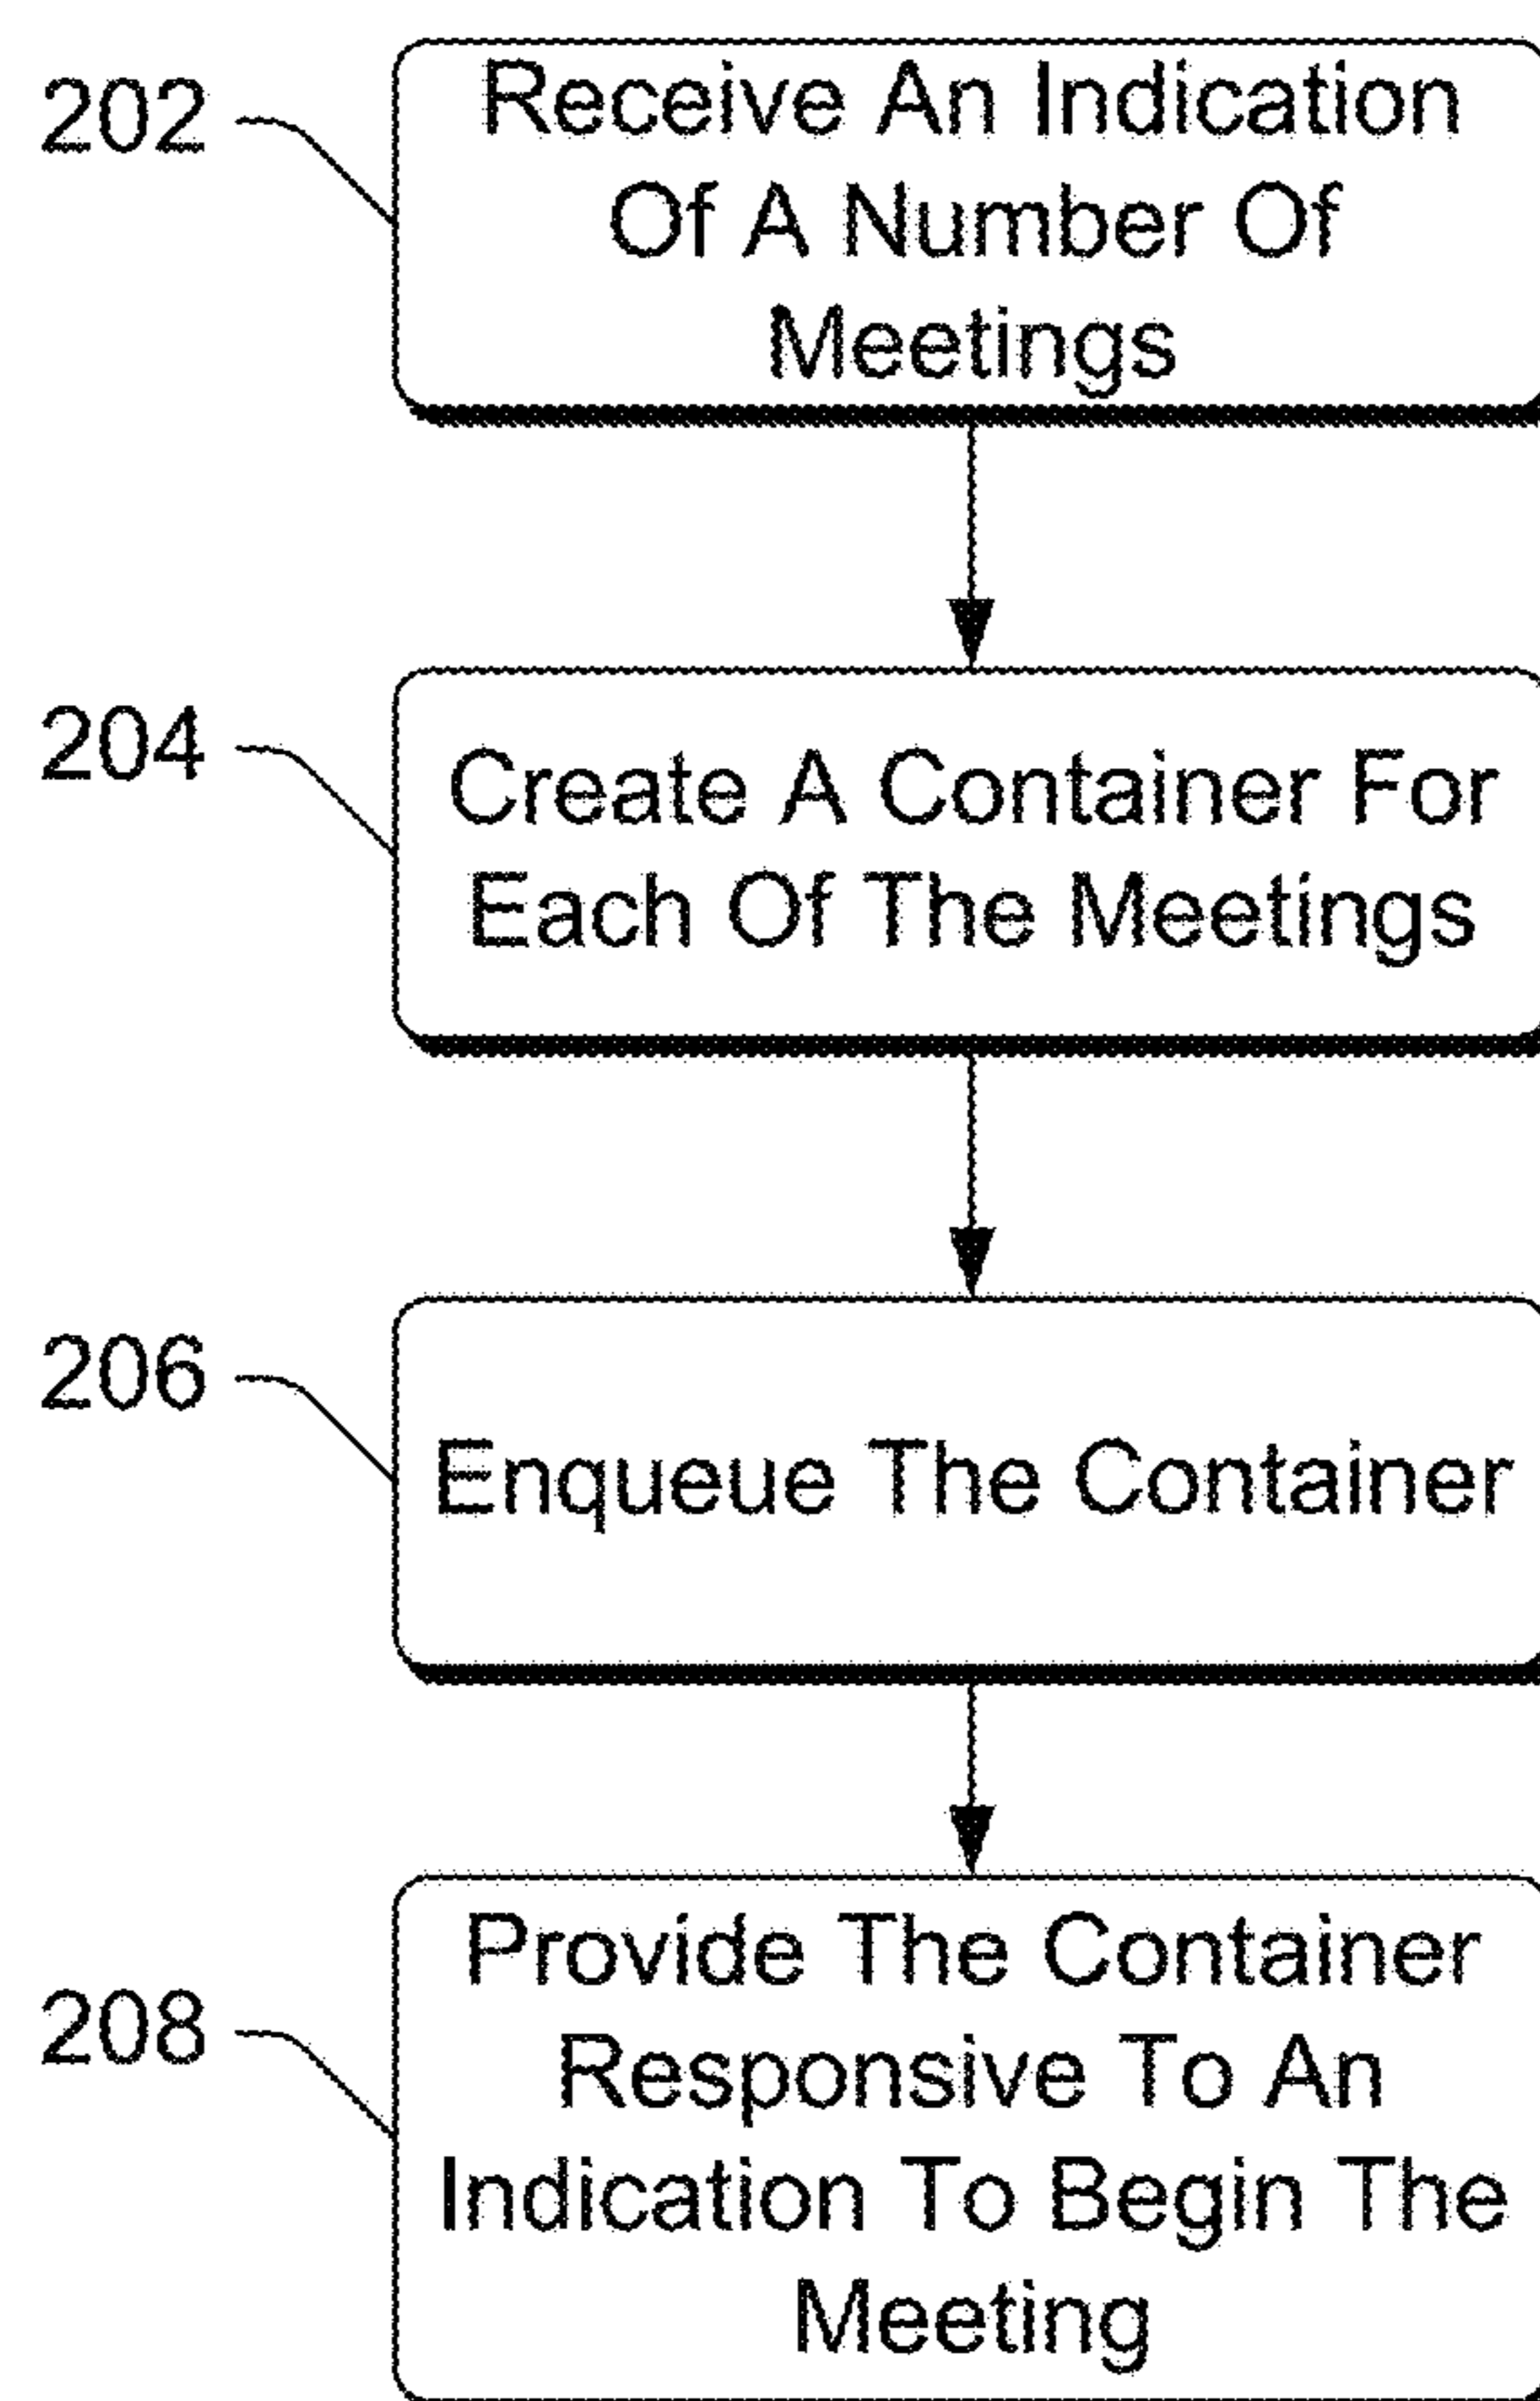 202
Receive An Indication
Of A Number Of
Meetings
204
Create A Container For
Each Of The Meetings
206
Enqueue The Container
208
Provide The Container
Responsive To An
Indication To Begin The
Meeting